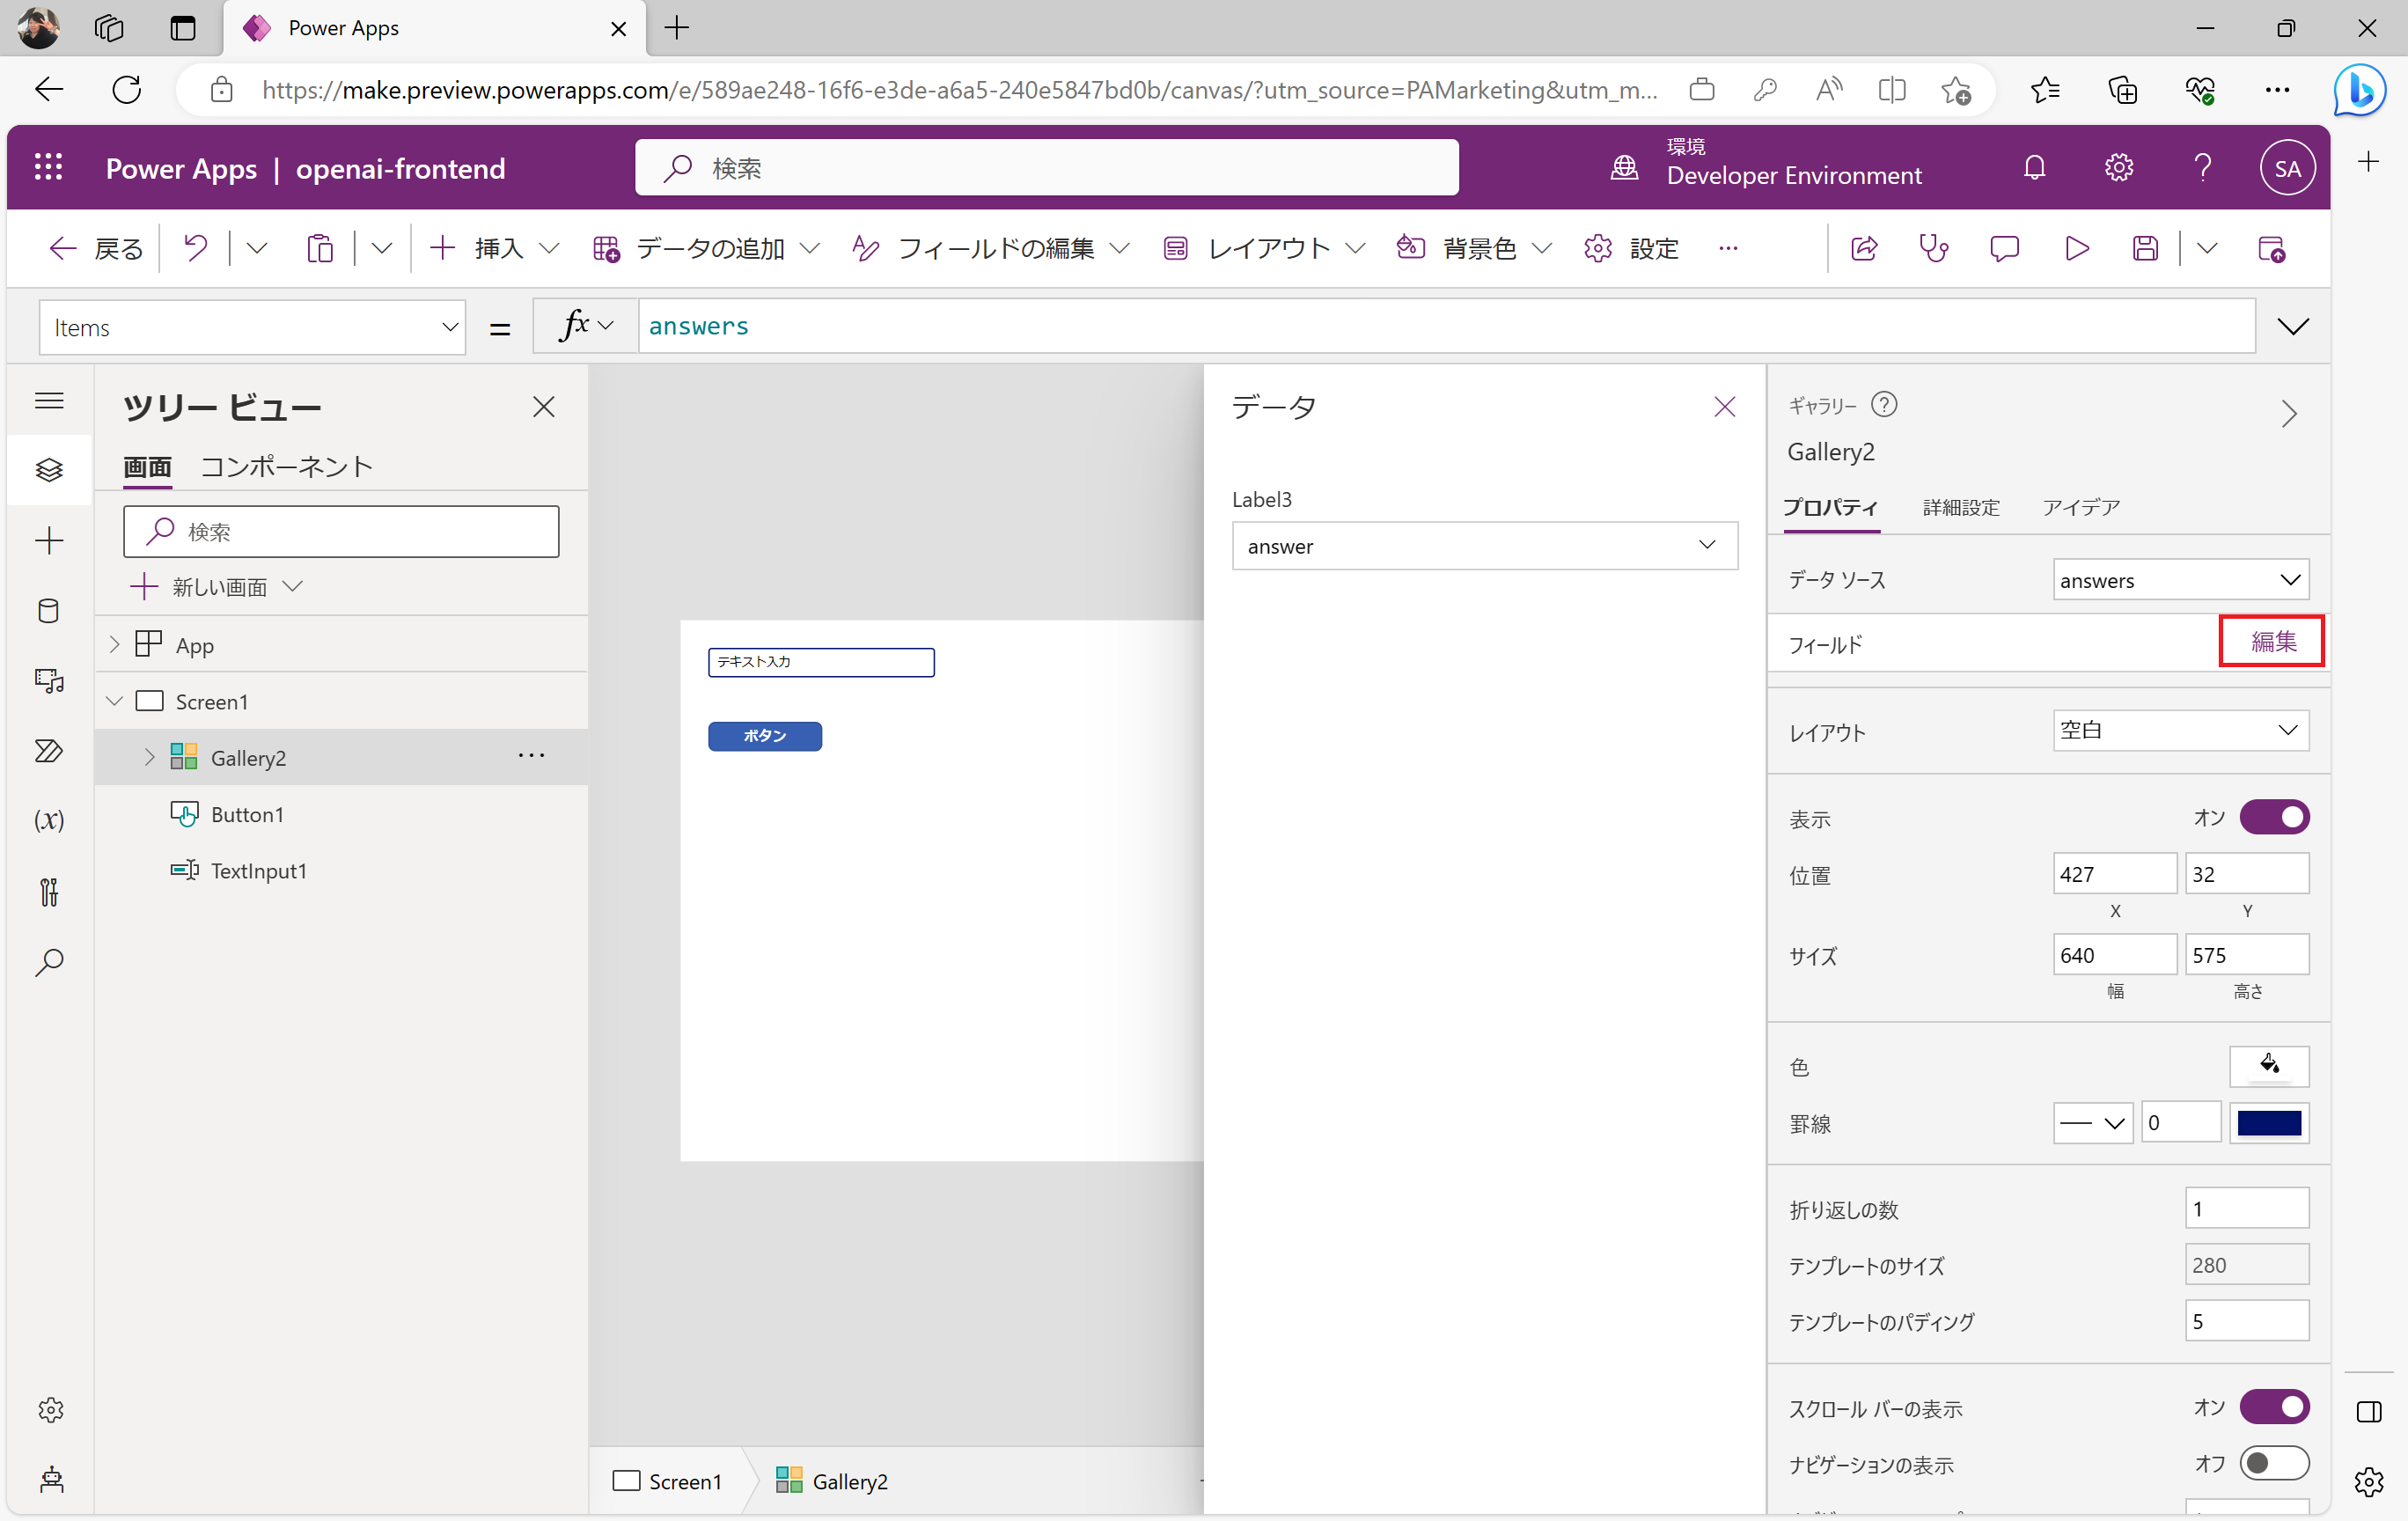 Power Apps
https://make.preview.powerapps.com/e/589ae248-16f6-e3de-a6a5-240e5847bd0b/canvas/?utm_source=PAMarketing&utm_m...
Power Apps | openai-frontend
検索
環境
Developer Environment
SA
戻る
挿入
データの追加
フィールドの編集
レイアウト
背景色
設定
Items
=
fx
answers
ツリー ビュー
画面
コンポーネント
検索
新しい画面
App
Screen1
Gallery2
Button1
TextInput1
(x)
テキスト入力
ボタン
Screen1
Gallery2
データ
Label3
answer
ギャラリー
Gallery2
プロパティ
詳細設定
アイデア
データ ソース
answers
フィールド
編集
レイアウト
空白
表示
オン
位置
427
32
X
Y
サイズ
640
575
幅
高さ
色
罫線
0
折り返しの数
1
テンプレートのサイズ
280
テンプレートのパディング
5
スクロール バーの表示
オン
ナビゲーションの表示
オフ